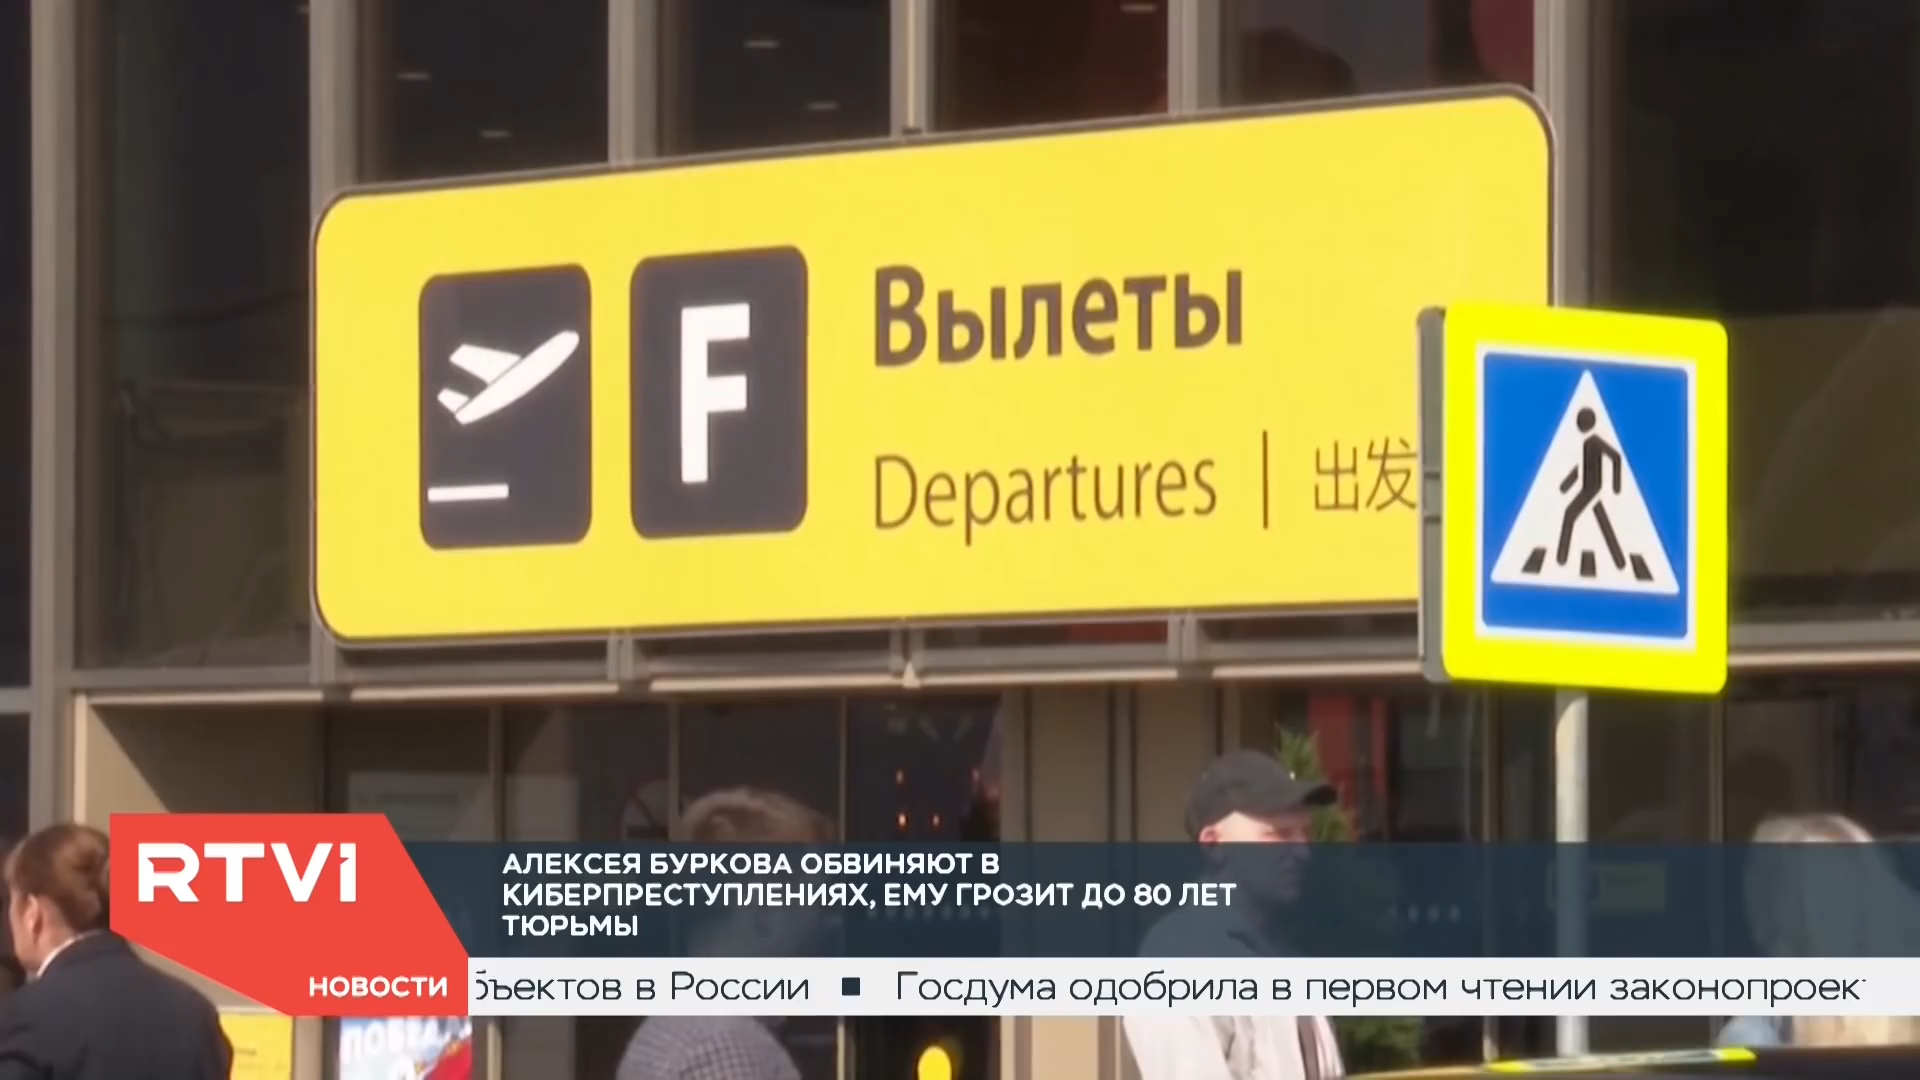 F
Вылеты
Departures | 出发
RTVI
НОВОСТИ
АЛЕКСЕЯ БУРКОВА ОБВИНЯЮТ В
КИБЕРПРЕСТУПЛЕНИЯХ, ЕМУ ГРОЗИТ ДО 80 ЛЕТ
ТЮРЬМЫ
бъектов в России ■ Госдума одобрила в первом чтении законопроек
ПОБЕДА